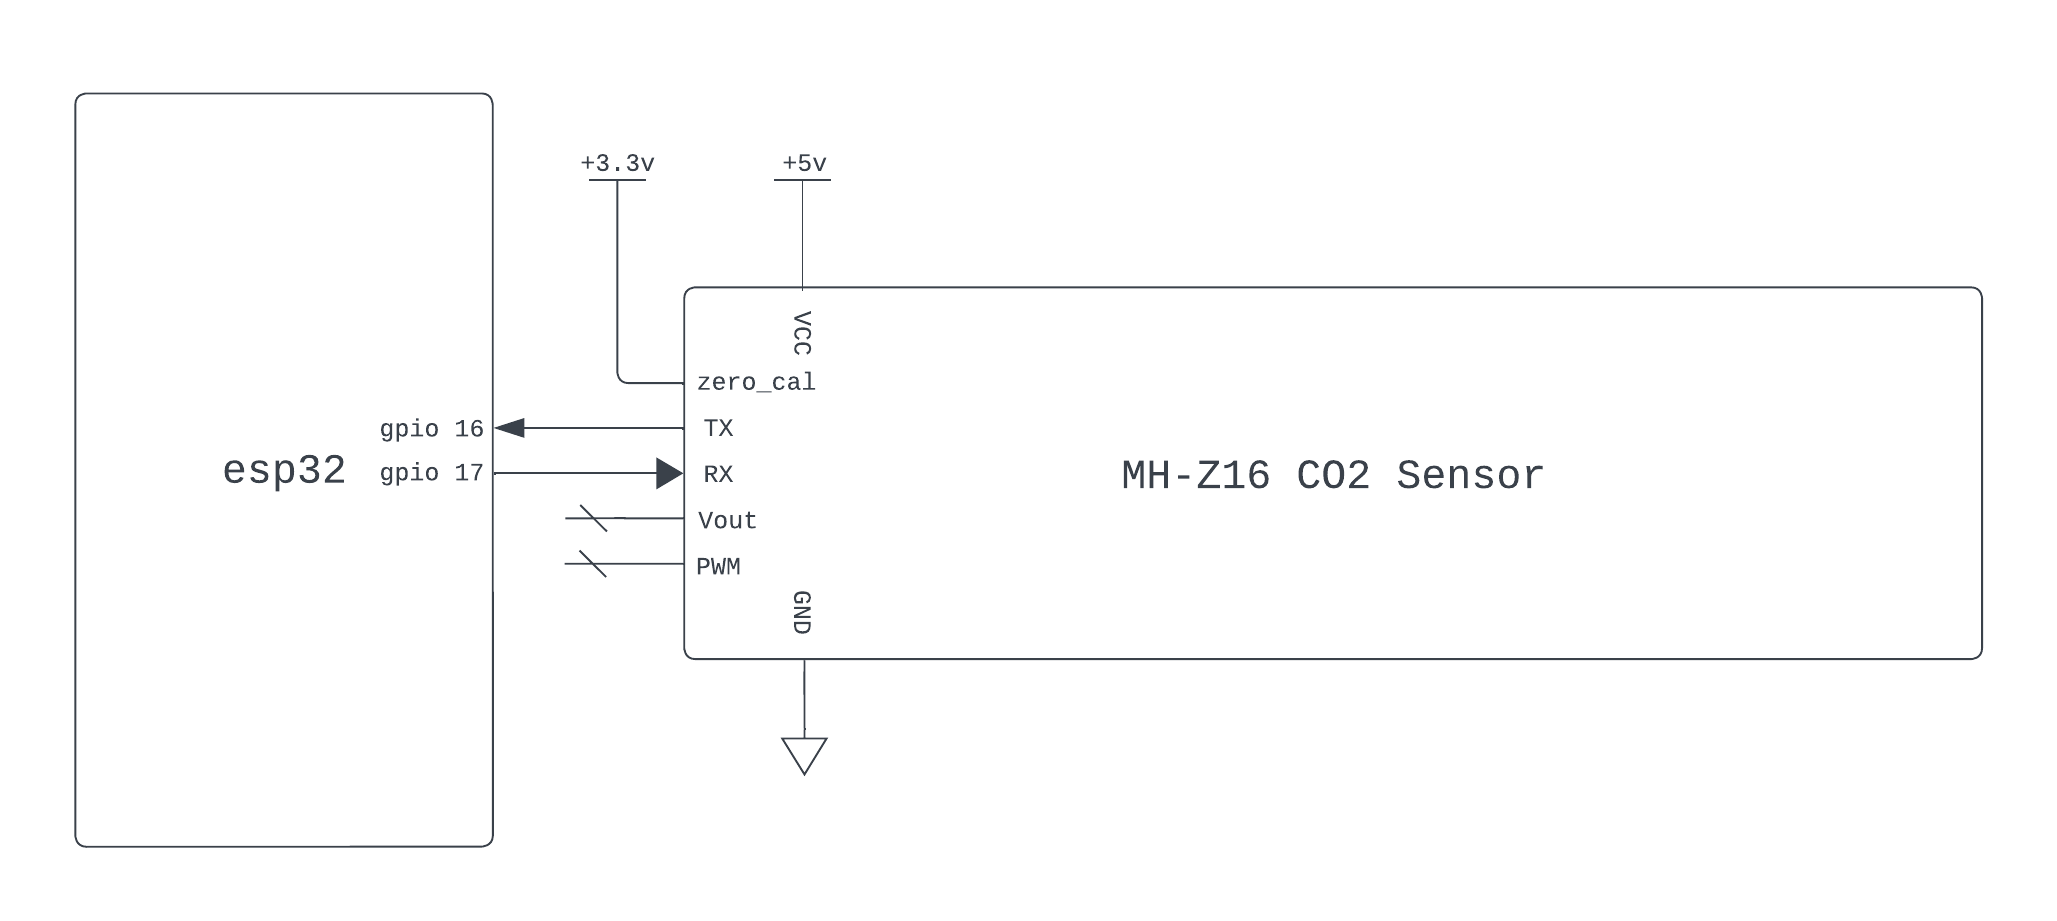 +3.3v
+5v
VCC
zero_cal
gpio 16
TX
esp32
gpio 17
RX
MH-Z16 CO2 Sensor
Vout
PWM
GND